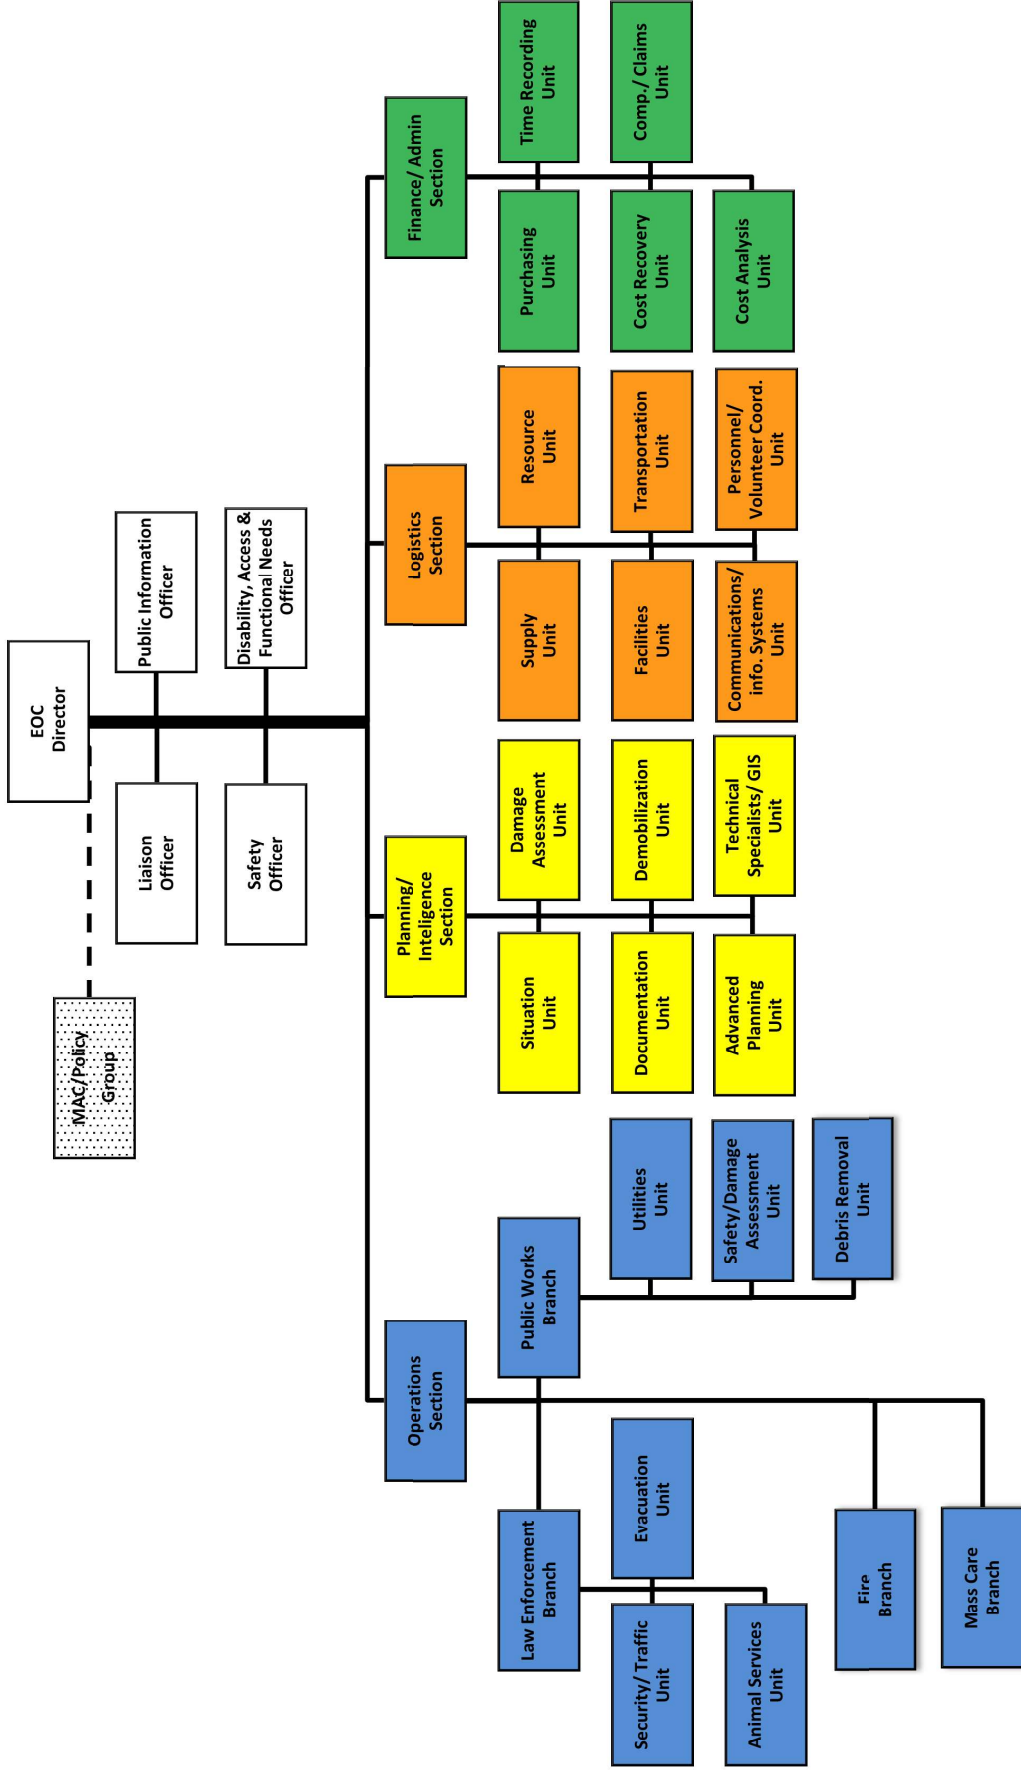 EOC
Director
MAC/Policy
Group
Liaison
Officer
Public Information
Officer
Safety
Officer
Disability, Access &
Functional Needs
Officer
Operations
Section
Planning/
Inteligence
Section
Logistics
Section
Finance/ Admin
Section
Law Enforcement
Branch
Public Works
Branch
Security/ Traffic
Unit
Evacuation
Unit
Animal Services
Unit
Utilities
Unit
Safety/Damage
Assessment
Unit
Debris Removal
Unit
Fire
Branch
Mass Care
Branch
Situation
Unit
Damage
Assessment
Unit
Documentation
Unit
Demobilization
Unit
Advanced
Planning
Unit
Technical
Specialists/ GIS
Unit
Supply
Unit
Resource
Unit
Facilities
Unit
Transportation
Unit
Communications/
info. Systems
Unit
Personnel/
Volunteer Coord.
Unit
Purchasing
Unit
Time Recording
Unit
Cost Recovery
Unit
Comp./ Claims
Unit
Cost Analysis
Unit